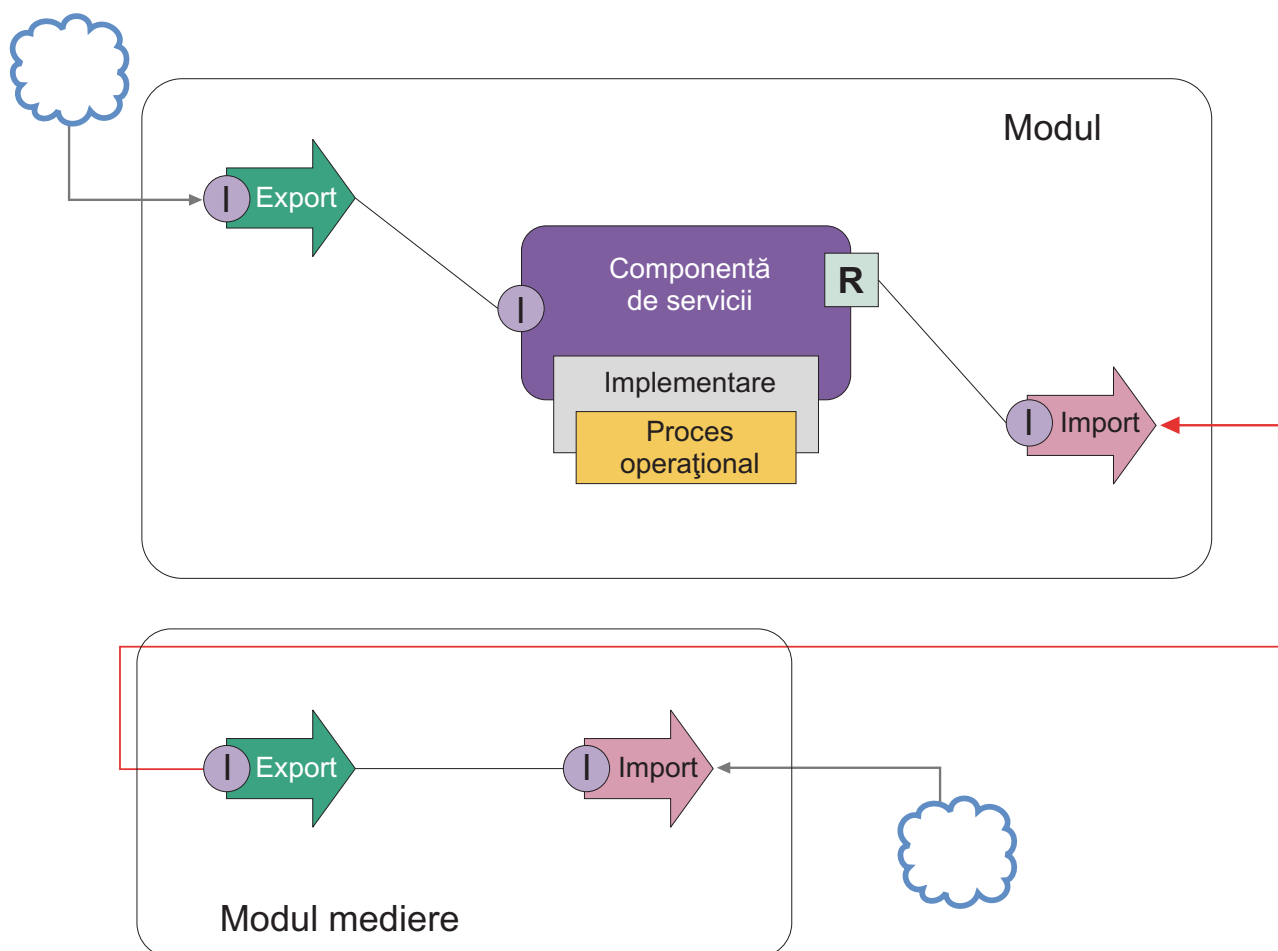 Modul
I
Export
Componentă
de servicii
R
I
Implementare
Proces
operaţional
I
Import
I
Export
I
Import
Modul mediere